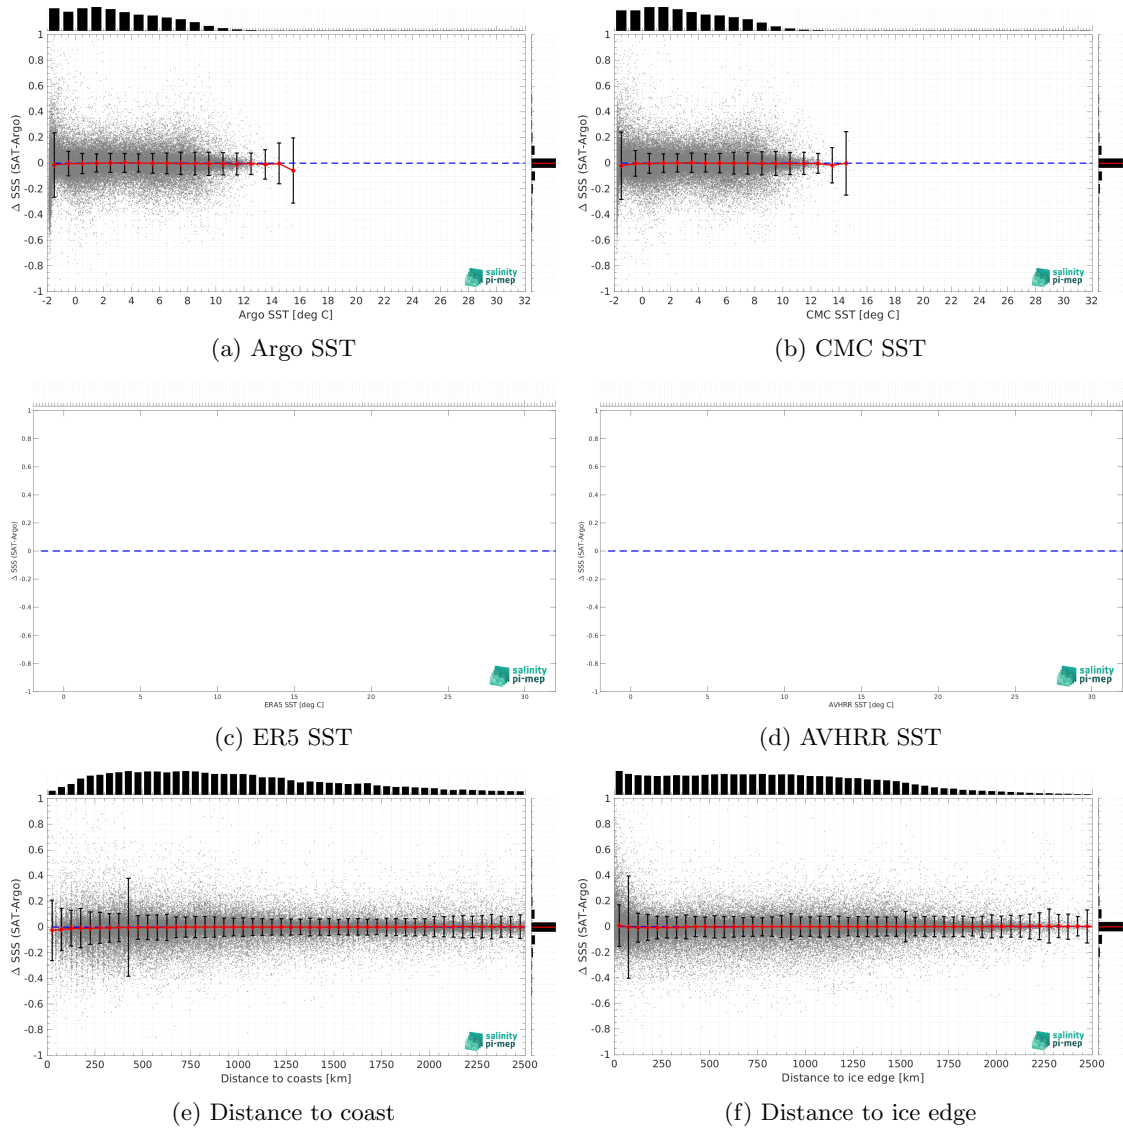 1
0.8
0.6
0.4
0.2
0
-0.2
-0.4
-0.6
-0.8
-1
Δ SSS (SAT-Argo)
salinity
pi-mep
-2 0 2 4 6 8 10 12 14 16 18 20 22 24 26 28 30 32
Argo SST [deg C]
(a) Argo SST
1
0.8
0.6
0.4
0.2
0
-0.2
-0.4
-0.6
-0.8
-1
Δ SSS (SAT-Argo)
salinity
pi-mep
-2 0 2 4 6 8 10 12 14 16 18 20 22 24 26 28 30 32
CMC SST [deg C]
(b) CMC SST
1
0.8
0.6
0.4
0.2
0
-0.2
-0.4
-0.6
-0.8
-1
Δ SSS (SAT-Argo)
salinity
pi-mep
0 5 10 15 20 25 30
ERA5 SST [deg C]
(c) ER5 SST
1
0.8
0.6
0.4
0.2
0
-0.2
-0.4
-0.6
-0.8
-1
Δ SSS (SAT-Argo)
salinity
pi-mep
0 5 10 15 20 25 30
AVHRR SST [deg C]
(d) AVHRR SST
1
0.8
0.6
0.4
0.2
0
-0.2
-0.4
-0.6
-0.8
-1
Δ SSS (SAT-Argo)
salinity
pi-mep
0 250 500 750 1000 1250 1500 1750 2000 2250 2500
Distance to coasts [km]
(e) Distance to coast
1
0.8
0.6
0.4
0.2
0
-0.2
-0.4
-0.6
-0.8
-1
Δ SSS (SAT-Argo)
salinity
pi-mep
0 250 500 750 1000 1250 1500 1750 2000 2250 2500
Distance to ice edge [km]
(f) Distance to ice edge